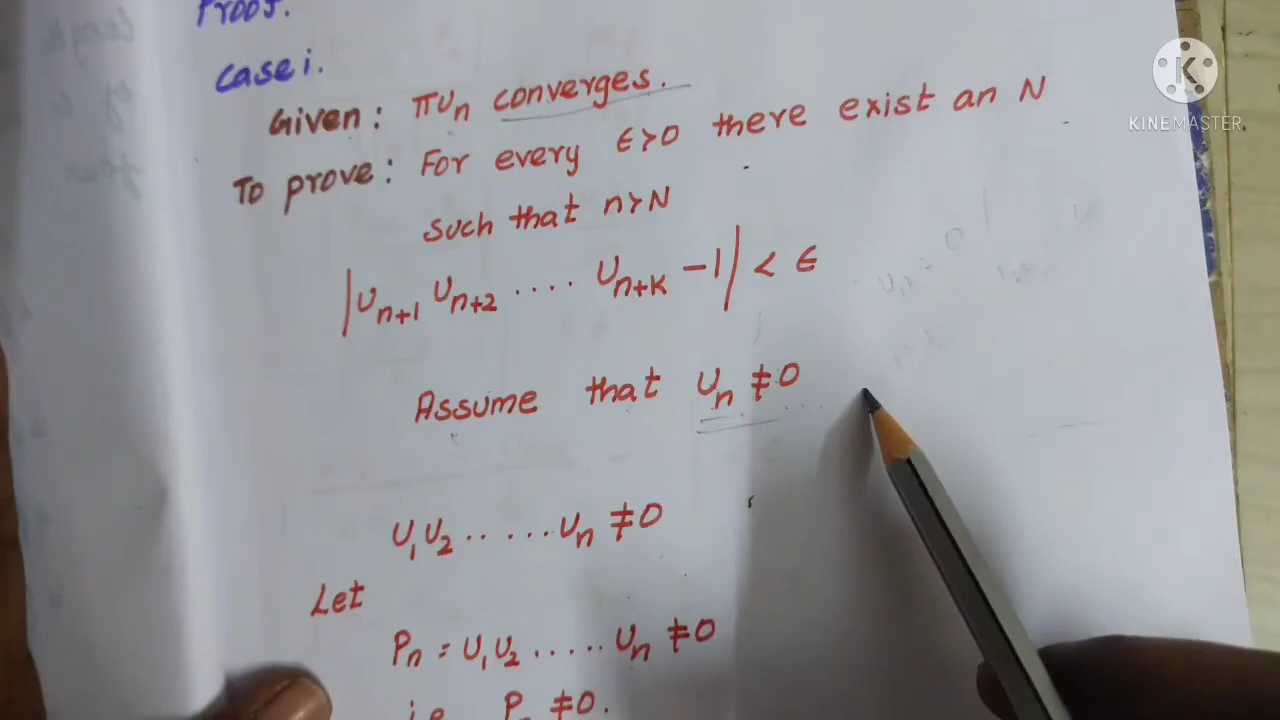 Proof.
Case i.
Given: πUn converges.
To prove: For every ϵ>0 there exist an N
such that n>N
|Un+1 Un+2 .... Un+K -1| < ϵ
Assume that Un ≠0
U1U2......Un ≠0
Let
Pn = U1U2.....Un ≠0
i.e P ≠0.
KINEMASTER